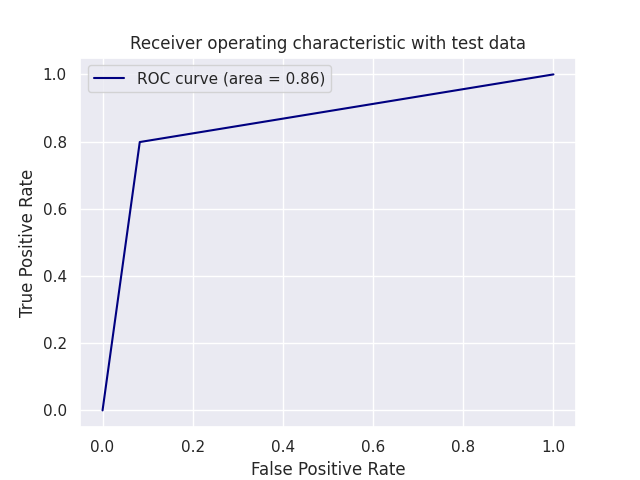 Receiver operating characteristic with test data
ROC curve (area = 0.86)
True Positive Rate
1.0
0.8
0.6
0.4
0.2
0.0
0.0 0.2 0.4 0.6 0.8 1.0
False Positive Rate